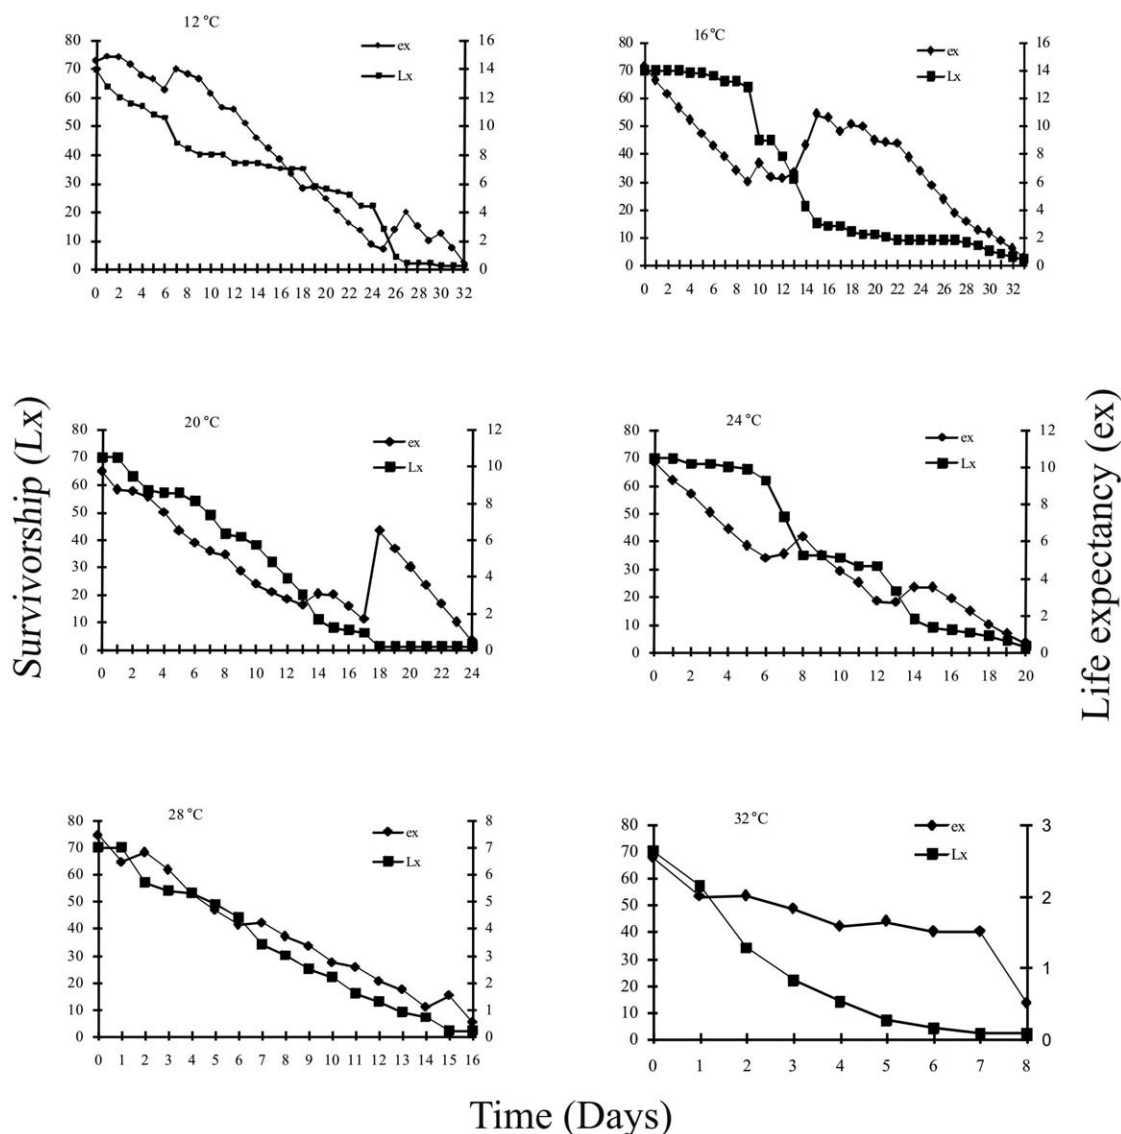 12 °C
16 °C
80 70 60 50 40 30 20 10 0
ex
Lx
16 14 12 10 8 6 4 2 0
0 2 4 6 8 10 12 14 16 18 20 22 24 26 28 30 32
80 70 60 50 40 30 20 10 0
ex
Lx
16 14 12 10 8 6 4 2 0
0 2 4 6 8 10 12 14 16 18 20 22 24 26 28 30 32
Survivorship (Lx)
Life expectancy (ex)
20 °C
24 °C
80 70 60 50 40 30 20 10 0
ex
Lx
12 10 8 6 4 2 0
0 2 4 6 8 10 12 14 16 18 20 22 24
80 70 60 50 40 30 20 10 0
ex
Lx
12 10 8 6 4 2 0
0 2 4 6 8 10 12 14 16 18 20
28 °C
32 °C
80 70 60 50 40 30 20 10 0
ex
Lx
8 7 6 5 4 3 2 1 0
0 1 2 3 4 5 6 7 8 9 10 11 12 13 14 15 16
80 70 60 50 40 30 20 10 0
ex
Lx
3 2 1 0
0 1 2 3 4 5 6 7 8
Time (Days)